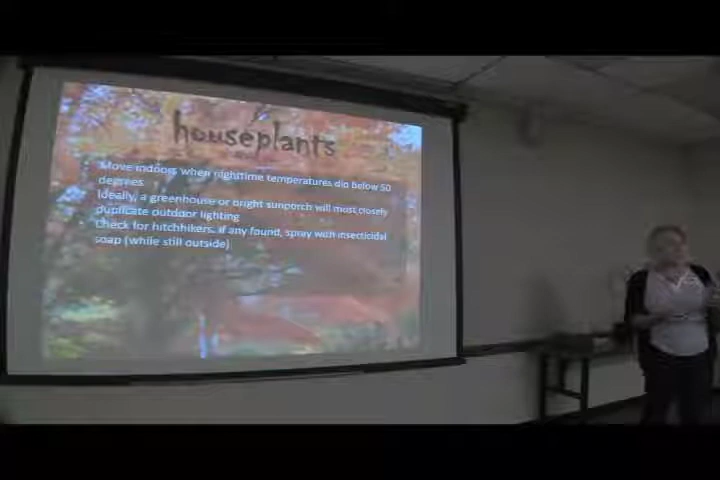 houseplants
Move indoors when nighttime temperatures dip below 50
degrees
Ideally, a greenhouse or bright sunporch will most closely
duplicate outdoor lighting
Check for hitchhikers. If any found, spray with insecticidal
soap (while still outside)